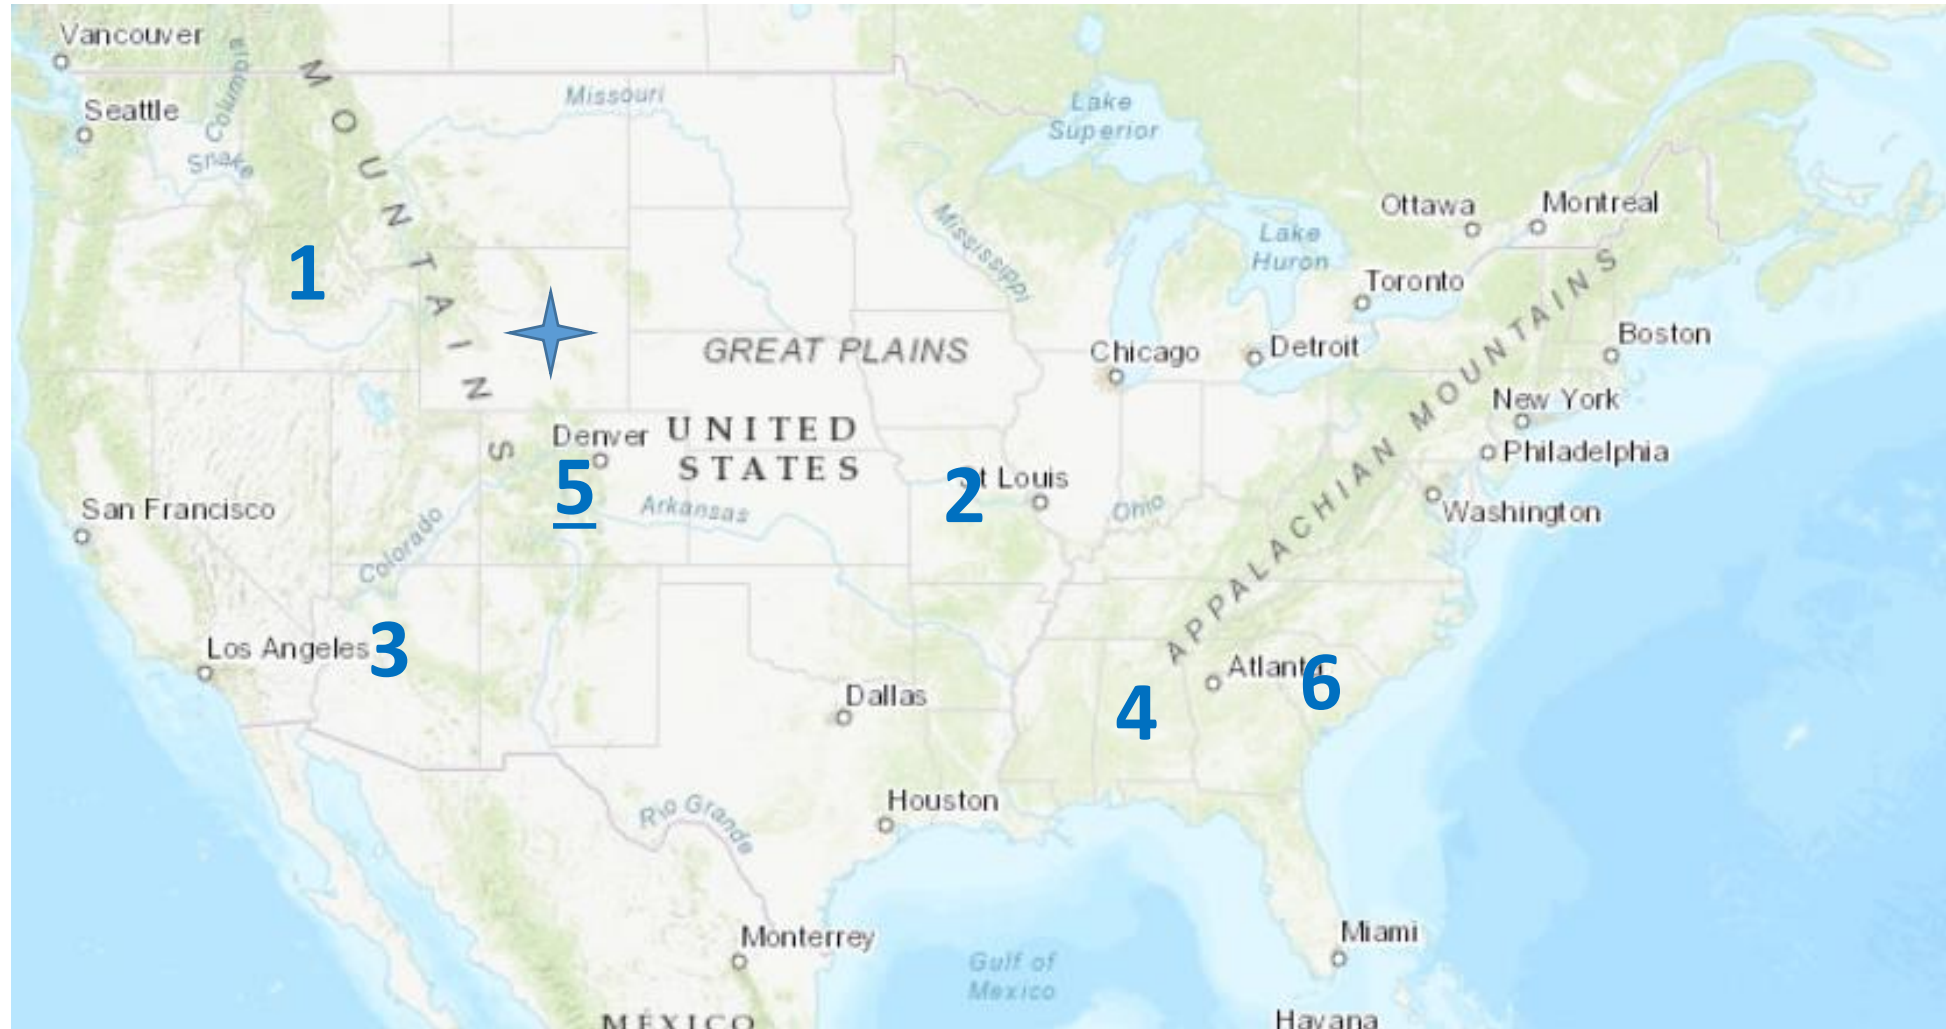 Vancouver
Seattle
Columbia
Snake
MOUNTAINS
Missouri
Lake
Superior
Mississippi
Ottawa
Montreal
Lake
Huron
Toronto
1
GREAT PLAINS
Chicago
Detroit
Boston
New York
Denver
UNITED
STATES
Philadelphia
5
2
St Louis
Arkansas
Ohio
Washington
APPALACHIAN MOUNTAINS
San Francisco
Colorado
Los Angeles
3
Atlanta
6
4
Dallas
Houston
Rio Grande
Monterrey
Miami
Gulf of
Mexico
MÉXICO
Havana